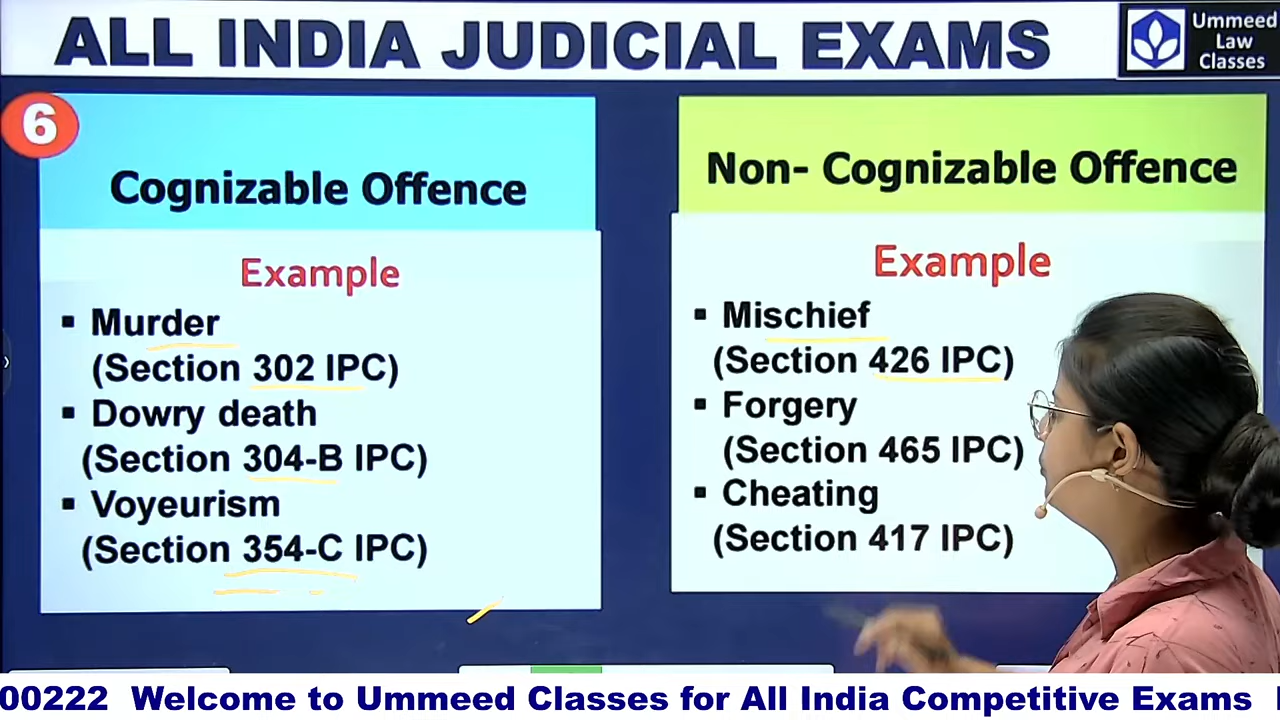 ALL INDIA JUDICIAL EXAMS
Ummeed
Law
Classes
6
Cognizable Offence
Example
▪ Murder
(Section 302 IPC)
▪ Dowry death
(Section 304-B IPC)
▪ Voyeurism
(Section 354-C IPC)
Non- Cognizable Offence
Example
▪ Mischief
(Section 426 IPC)
▪ Forgery
(Section 465 IPC)
▪ Cheating
(Section 417 IPC)
00222 Welcome to Ummeed Classes for All India Competitive Exams